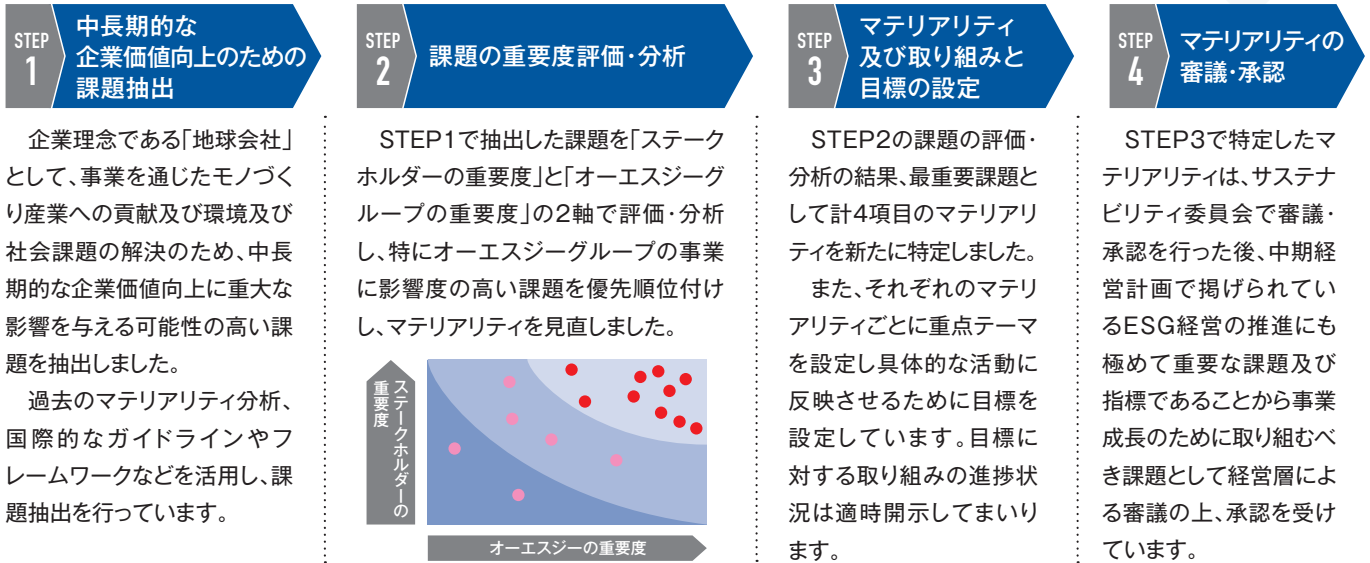 STEP
1
中長期的な
企業価値向上のための
課題抽出
企業理念である「地球会社」
として、事業を通じたモノづく
り産業への貢献及び環境及び
社会課題の解決のため、中長
期的な企業価値向上に重大な
影響を与える可能性の高い課
題を抽出しました。
過去のマテリアリティ分析、
国際的なガイドラインやフ
レームワークなどを活用し、課
題抽出を行っています。
STEP
2
課題の重要度評価・分析
STEP1で抽出した課題を「ステーク
ホルダーの重要度」と「オーエスジーグ
ループの重要度」の2軸で評価・分析
し、特にオーエスジーグループの事業
に影響度の高い課題を優先順位付け
し、マテリアリティを見直しました。
ステークホルダーの
重要度
オーエスジーの重要度
STEP
3
マテリアリティ
及び取り組みと
目標の設定
STEP2の課題の評価・
分析の結果、最重要課題と
して計4項目のマテリアリ
ティを新たに特定しました。
また、それぞれのマテリ
アリティごとに重点テーマ
を設定し具体的な活動に
反映させるために目標を
設定しています。目標に
対する取り組みの進捗状
況は適時開示してまいり
ます。
STEP
4
マテリアリティの
審議・承認
STEP3で特定したマ
テリアリティは、サステナ
ビリティ委員会で審議・
承認を行った後、中期経
営計画で掲げられてい
るESG経営の推進にも
極めて重要な課題及び
指標であることから事業
成長のために取り組むべ
き課題として経営層によ
る審議の上、承認を受け
ています。